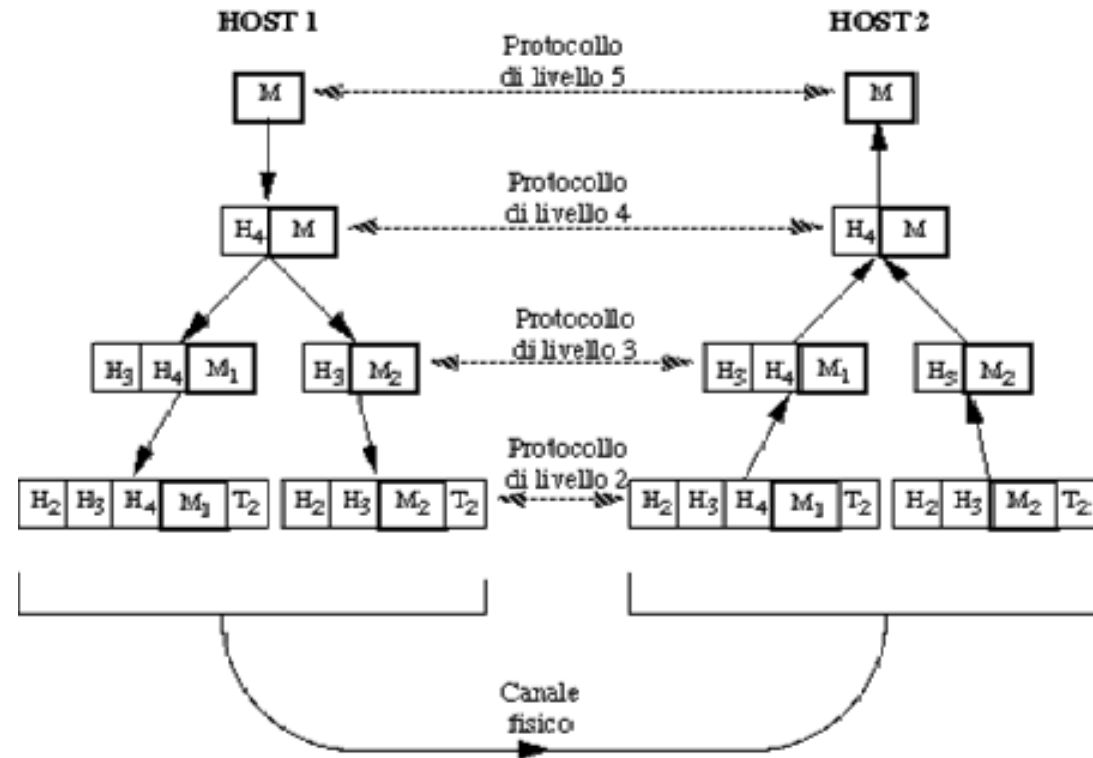 HOST 1
HOST 2
Protocollo
di livello 5
M
M
Protocollo
di livello 4
H4 M
H4 M
Protocollo
di livello 3
H3 H4 M1
H3 M2
H3 H4 M1
H3 M2
Protocollo
di livello 2
H2 H3 H4 M1 T2
H2 H3 M2 T2
H2 H3 H4 M1 T2
H2 H3 M2 T2
Canale
fisico